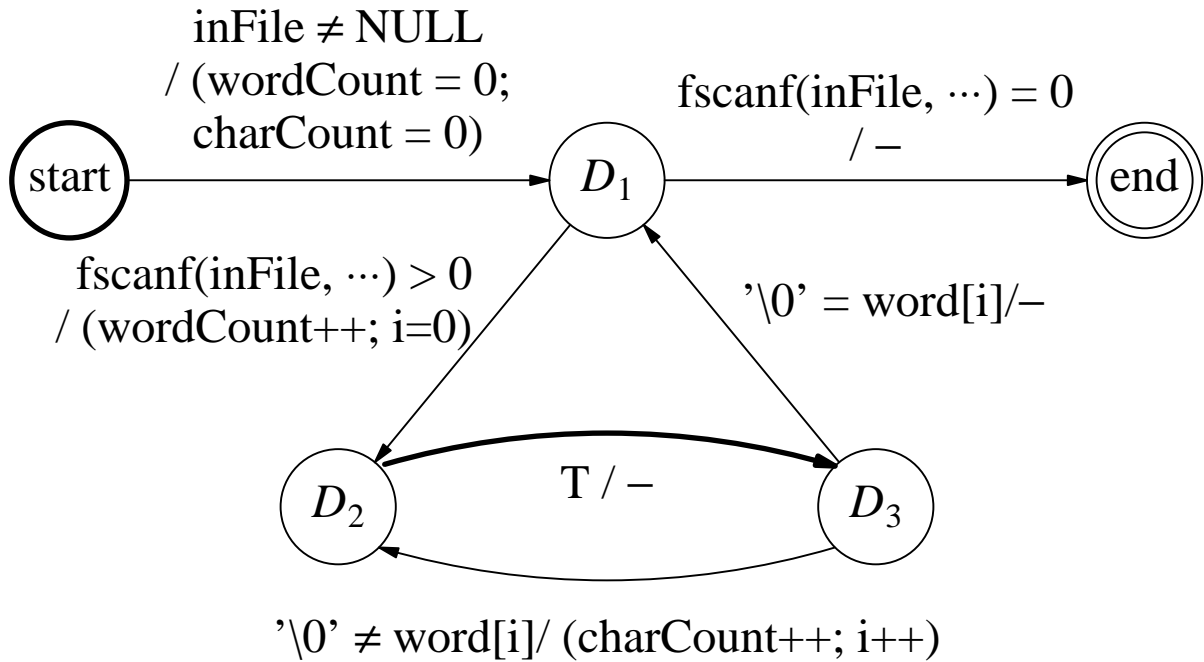 inFile ≠ NULL
/ (wordCount = 0;
charCount = 0)
fscanf(inFile, ···) = 0
/ –
start
D1
end
fscanf(inFile, ···) > 0
/ (wordCount++; i=0)
’\0’ = word[i]/–
T / –
D2
D3
’\0’ ≠ word[i]/ (charCount++; i++)